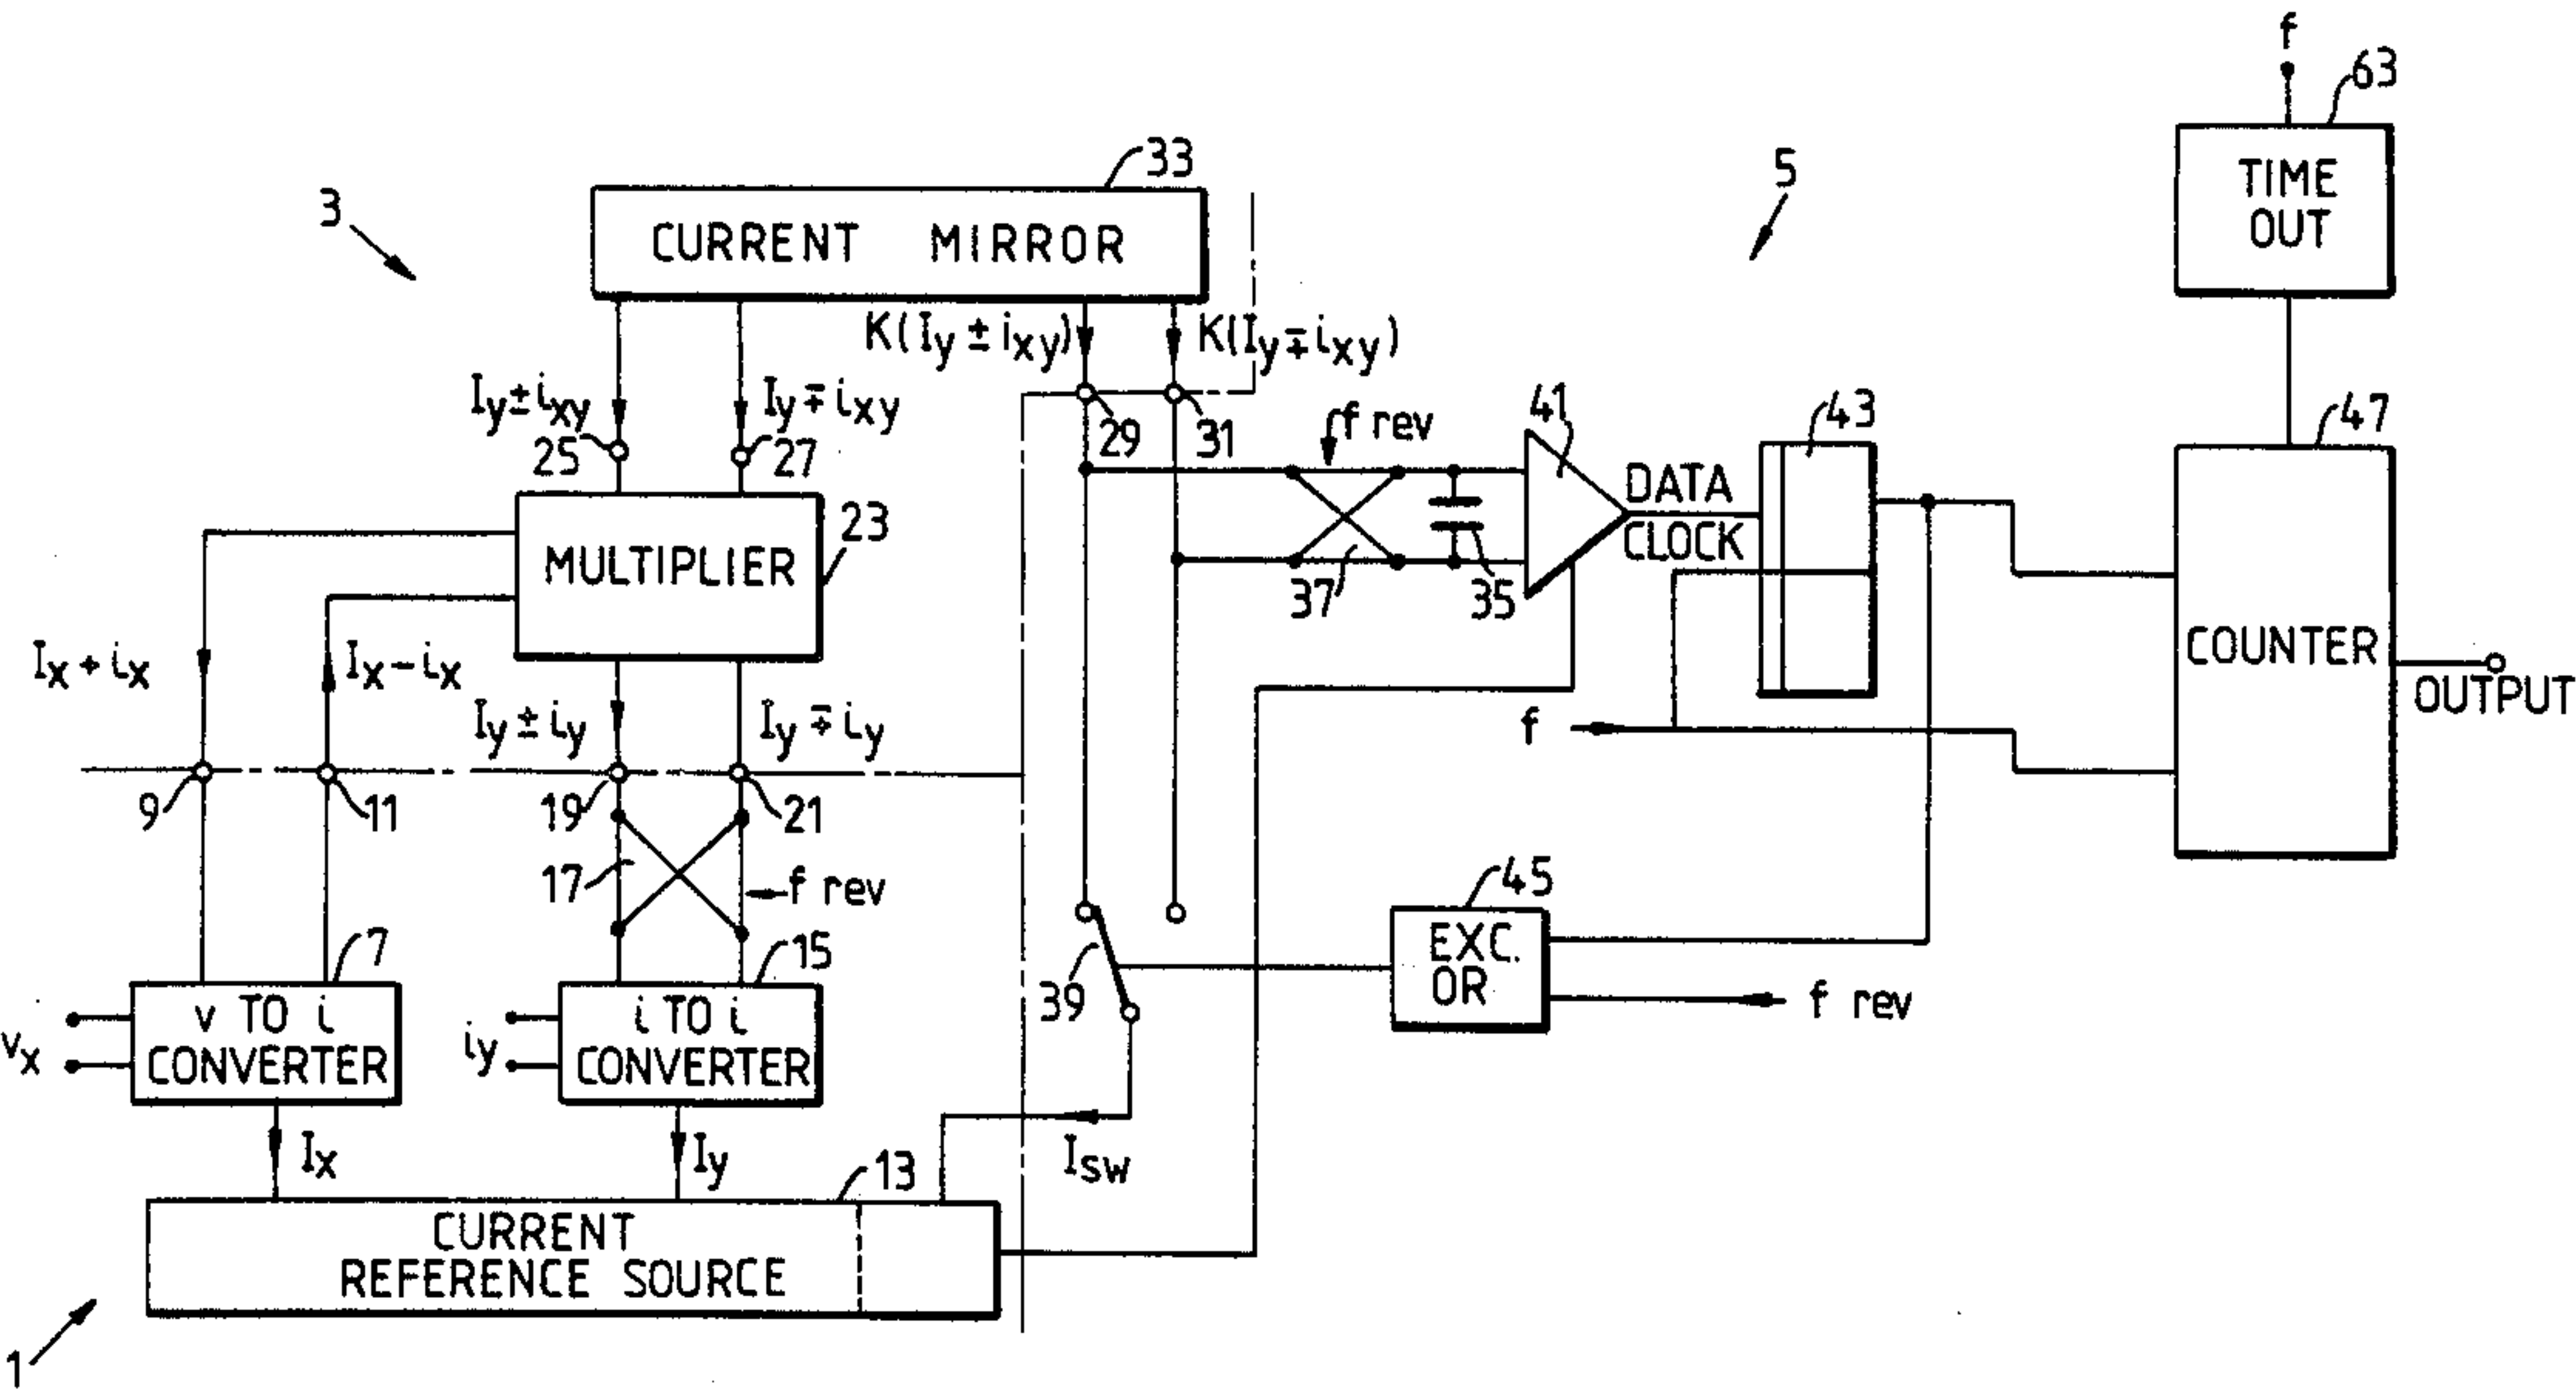 f
63
TIME
OUT
33
5
3
CURRENT MIRROR
K(Iy ± ixy)
K(Iy ∓ ixy)
Iy ± ixy
Iy ∓ ixy
25
27
29
31
f rev
41
43
47
DATA
CLOCK
37
35
MULTIPLIER
23
COUNTER
OUTPUT
Ix + ix
Ix - ix
Iy ± iy
Iy ∓ iy
f
9
11
19
21
17
f rev
45
EXC.
OR
f rev
39
7
15
v TO i
CONVERTER
i TO i
CONVERTER
vx
iy
Ix
Iy
Isw
13
CURRENT
REFERENCE SOURCE
1